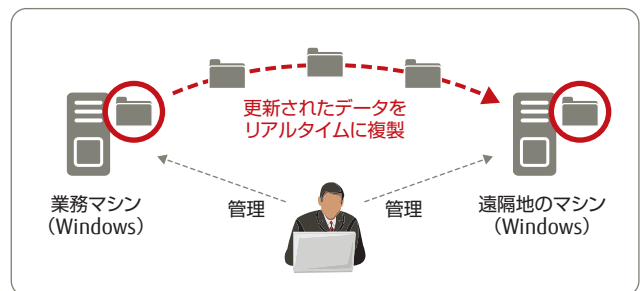 更新されたデータを
リアルタイムに複製
業務マシン
（Windows）
管理
管理
遠隔地のマシン
（Windows）